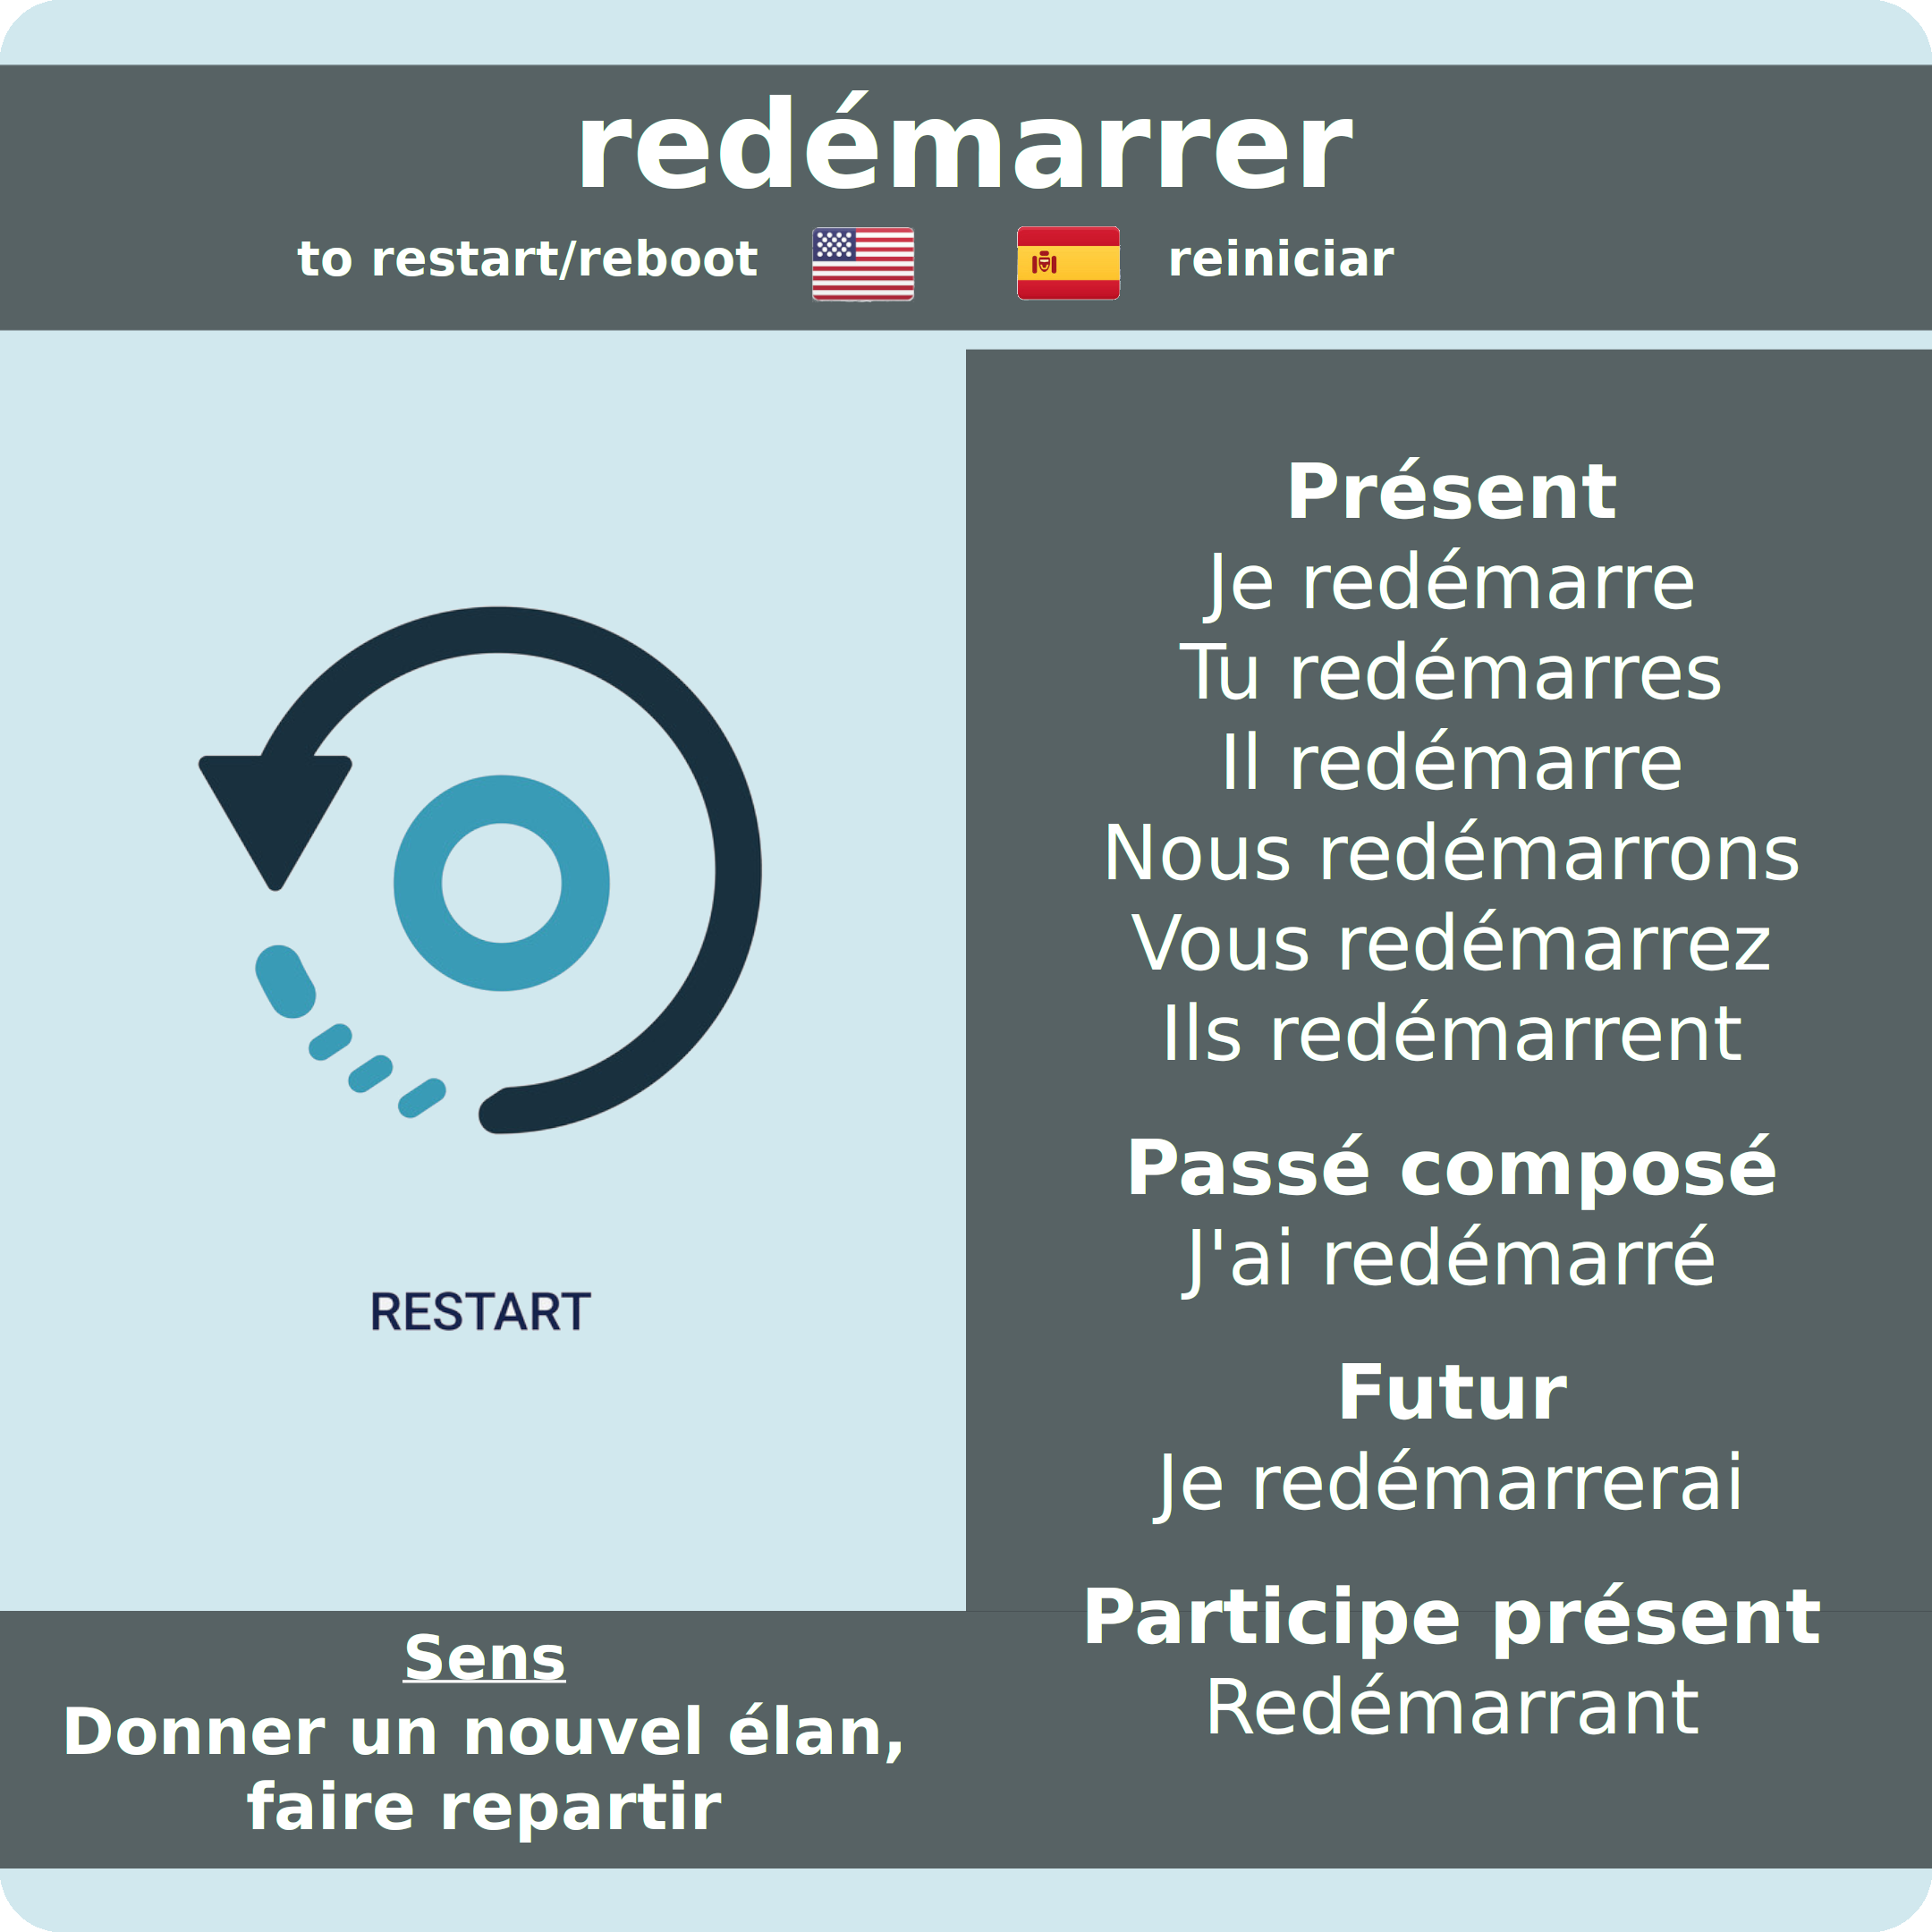 redémarrer
to restart/reboot
reiniciar
RESTART
Présent
Je redémarre
Tu redémarres
Il redémarre
Nous redémarrons
Vous redémarrez
Ils redémarrent
Passé composé
J'ai redémarré
Futur
Je redémarrerai
Participe présent
Redémarrant
Sens
Donner un nouvel élan,
faire repartir